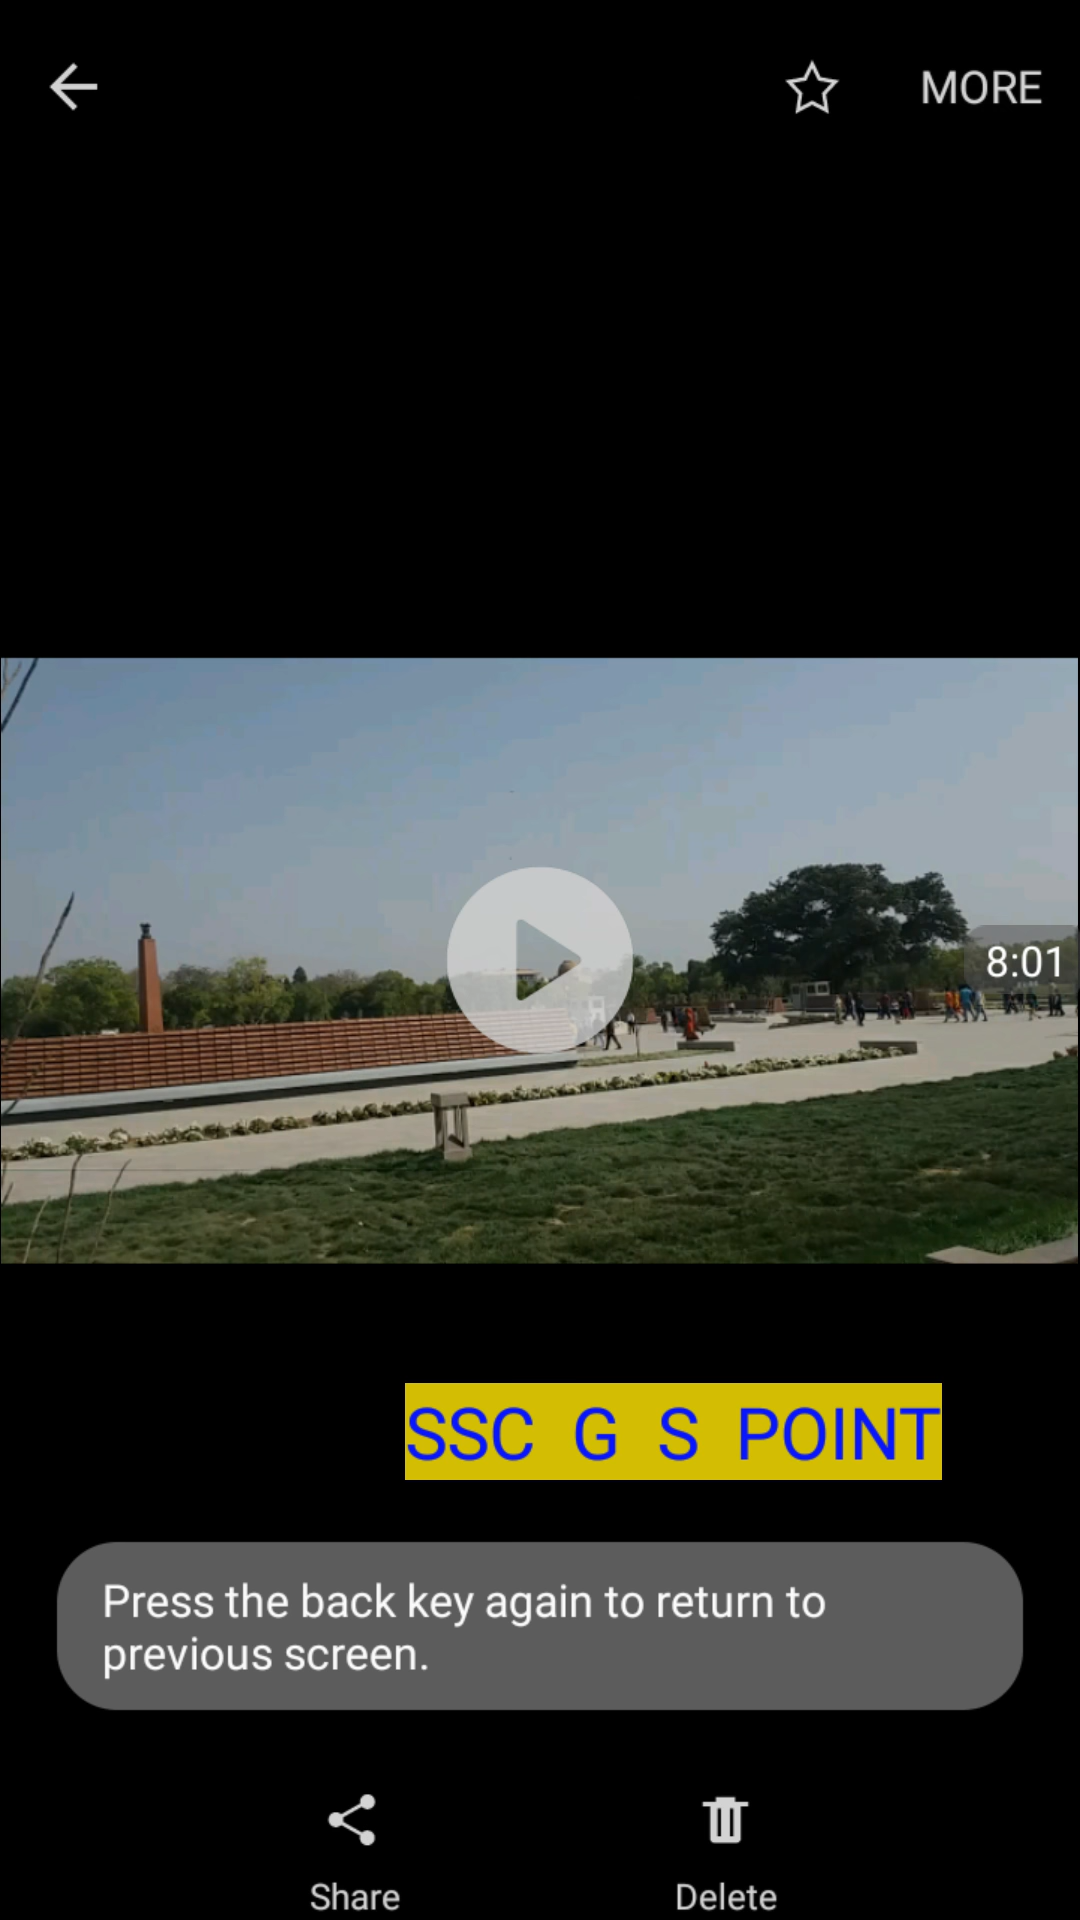 MORE
8:01
SSC G S POINT
Press the back key again to return to
previous screen.
Share
Delete